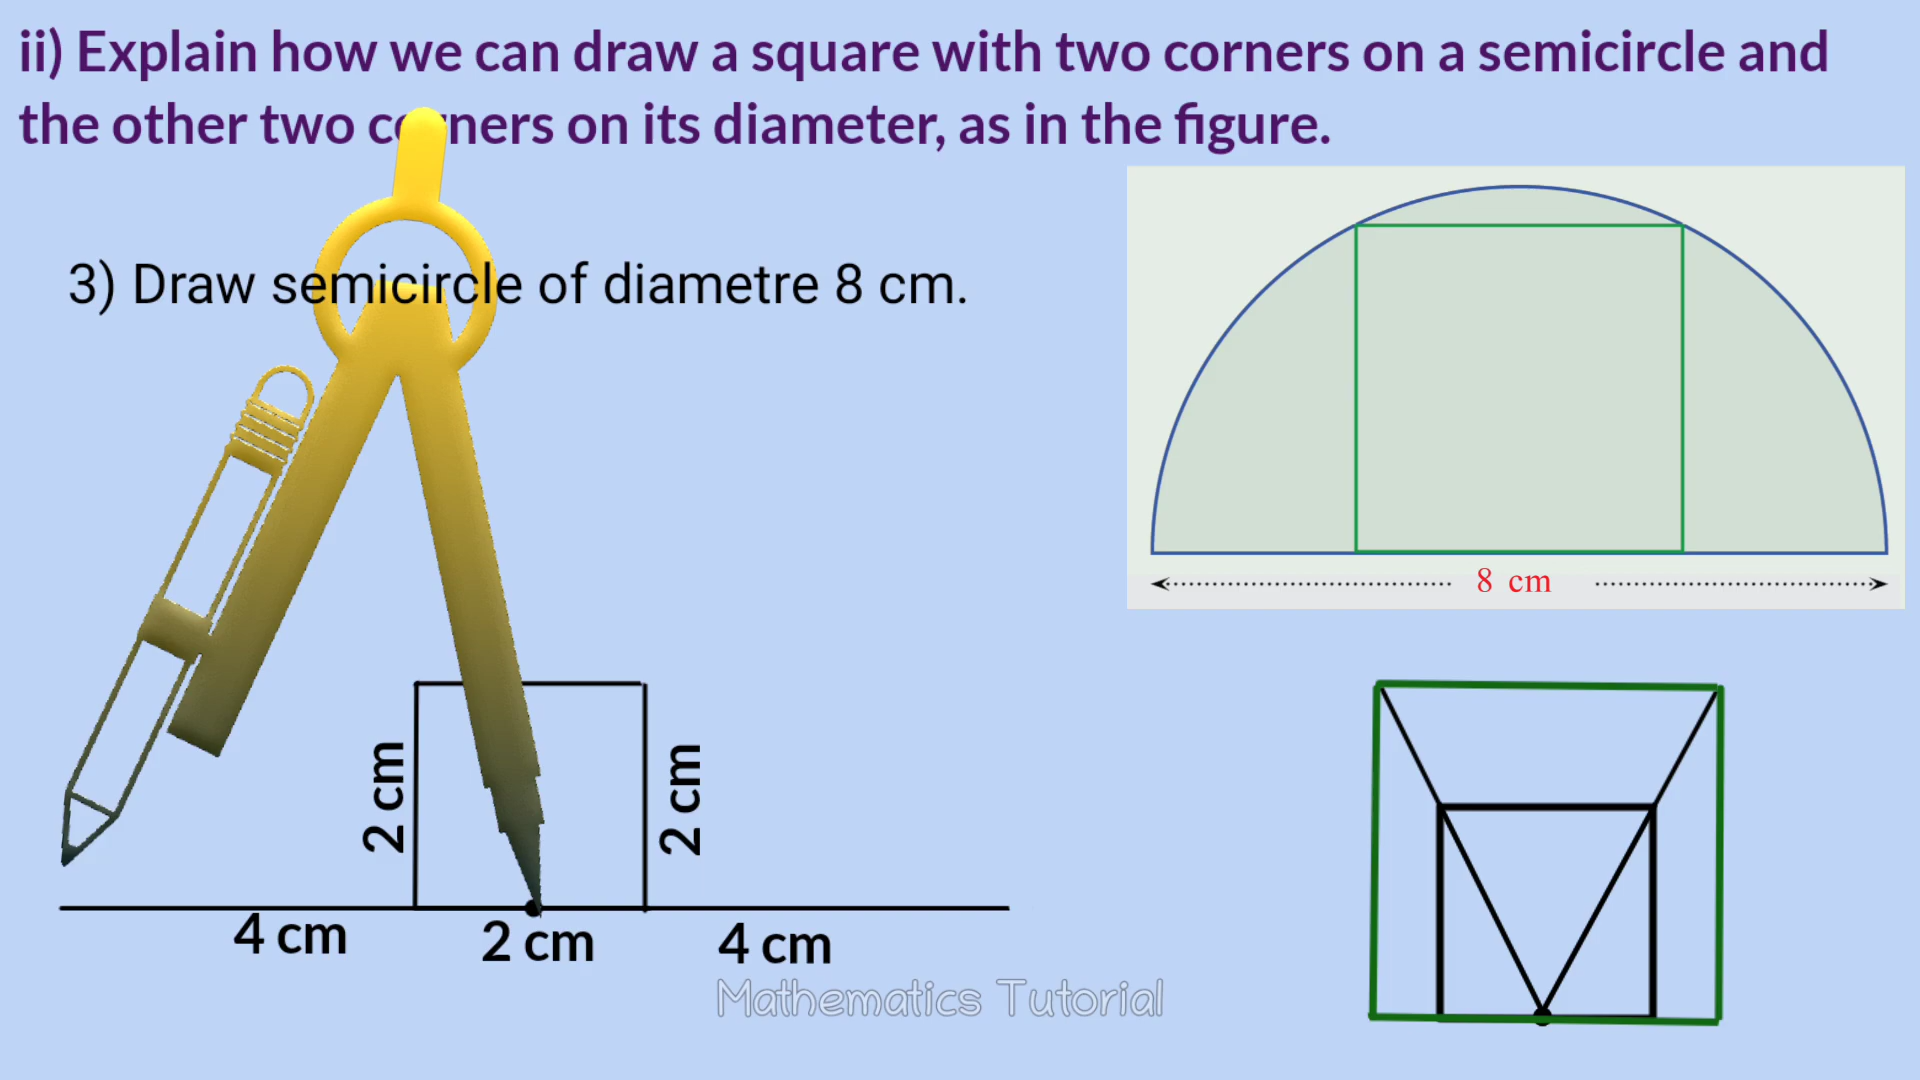 ii) Explain how we can draw a square with two corners on a semicircle and
the other two corners on its diameter, as in the figure.
3) Draw semicircle of diametre 8 cm.
8 cm
2 cm
2 cm
4 cm
2 cm
4 cm
Mathematics Tutorial